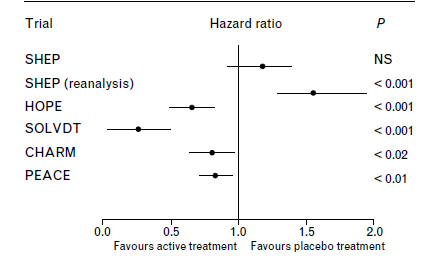 Trial Hazard ratio P
SHEP NS
SHEP (reanalysis) < 0.001
HOPE < 0.001
SOLVDT < 0.001
CHARM < 0.02
PEACE < 0.01
0.0 0.5 1.0 1.5 2.0
Favours active treatment Favours placebo treatment